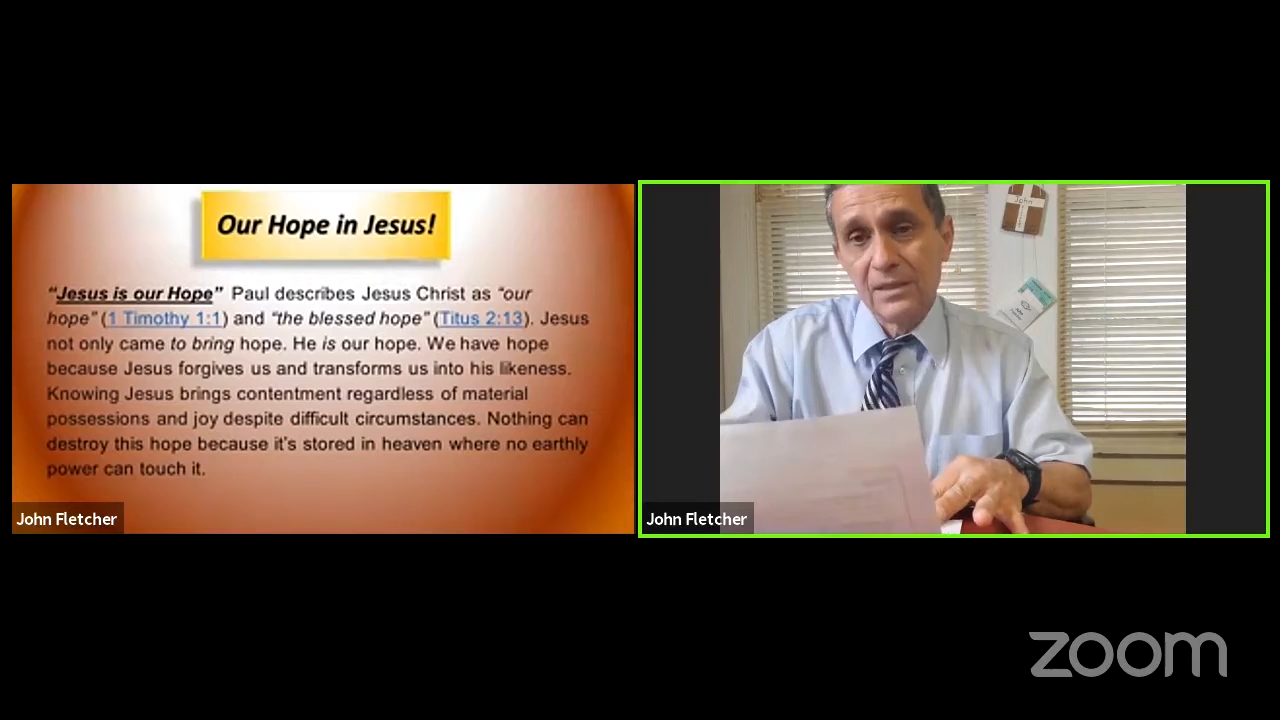 Our Hope in Jesus!
“Jesus is our Hope” Paul describes Jesus Christ as “our
hope” (1 Timothy 1:1) and “the blessed hope” (Titus 2:13). Jesus
not only came to bring hope. He is our hope. We have hope
because Jesus forgives us and transforms us into his likeness.
Knowing Jesus brings contentment regardless of material
possessions and joy despite difficult circumstances. Nothing can
destroy this hope because it's stored in heaven where no earthly
power can touch it.
John Fletcher
John
John Fletcher
zoom